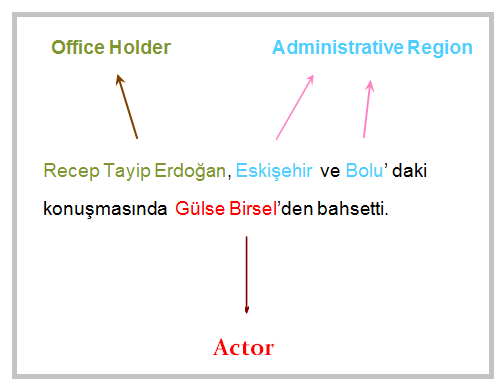 Office Holder Administrative Region
Recep Tayip Erdoğan, Eskişehir ve Bolu’ daki
konuşmasında Gülse Birsel’den bahsetti.
Actor